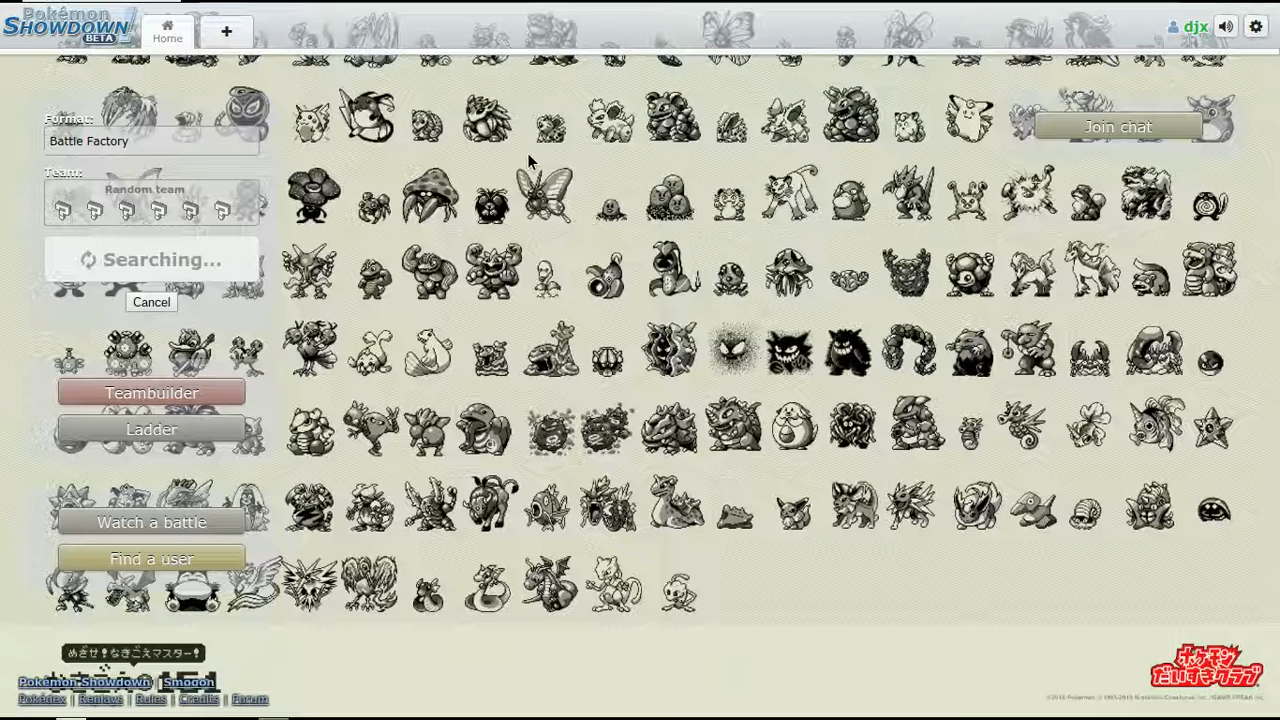 Pokémon
SHOWDOWN!
BETA
Home
+
djx
Format:
Battle Factory
Join chat
Team:
Random team
Searching...
Cancel
Teambuilder
Ladder
Watch a battle
Find a user
めざせ!なきごえマスター!
151
Pokémon Showdown | Smogon
Pokédex | Replays | Rules | Credits | Forum
ポケモン
だいすきクラブ